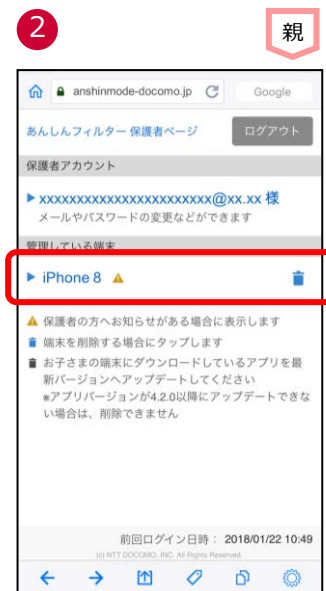 2
親
anshinmode-docomo.jp
Google
あんしんフィルター 保護者ページ
ログアウト
保護者アカウント
xxxxxxxxxxxxxxxxxxxxxxxx@xx.xx 様
メールやパスワードの変更などができます
管理している端末
iPhone 8
保護者の方へお知らせがある場合に表示します
端末を削除する場合にタップします
お子さまの端末にダウンロードしているアプリを最
新バージョンへアップデートしてください
※アプリバージョンが4.2.0以降にアップデートできな
い場合は、削除できません
前回ログイン日時： 2018/01/22 10:49
(c) NTT DOCOMO, INC. All Rights Reserved.